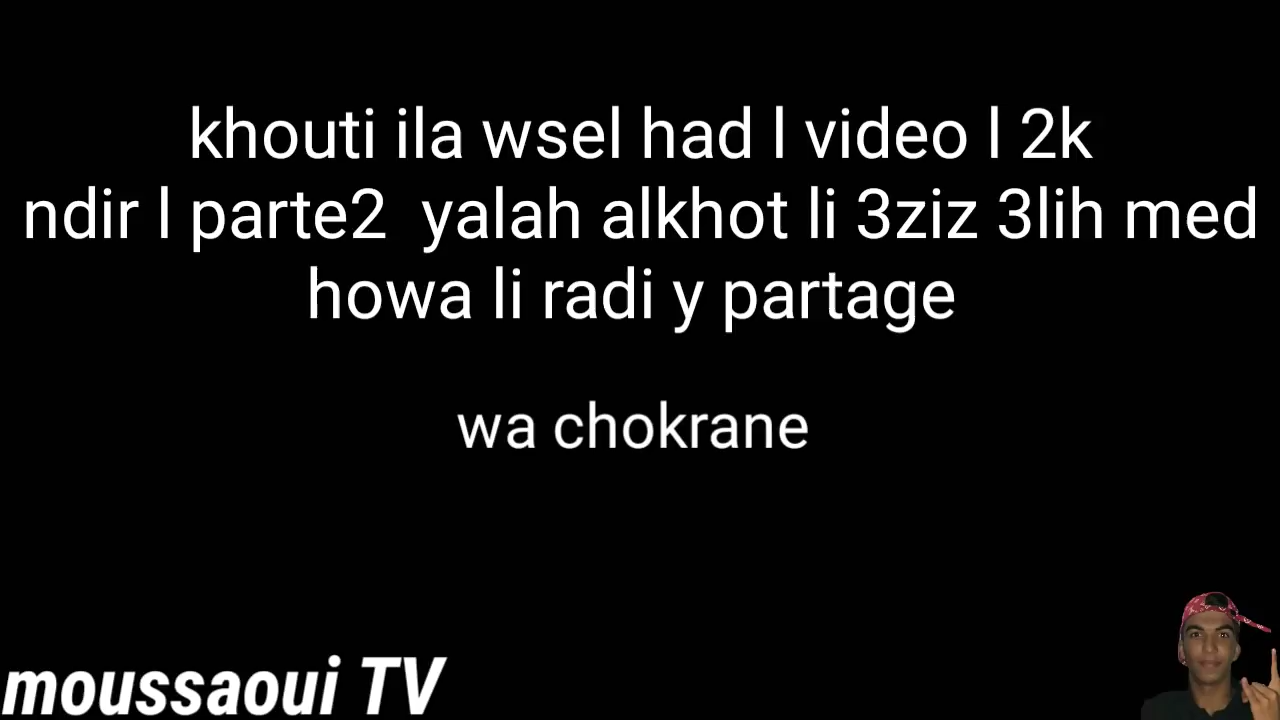 khouti ila wsel had l video l 2k
ndir l parte2  yalah alkhot li 3ziz 3lih med
howa li radi y partage
wa chokrane
moussaoui TV